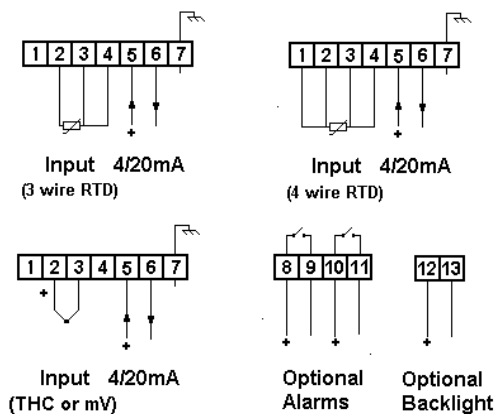 1 2 3 4 5 6 7
+
Input 4/20mA
(3 wire RTD)
1 2 3 4 5 6 7
+
Input 4/20mA
(4 wire RTD)
1 2 3 4 5 6 7
+
+
Input 4/20mA
(THC or mV)
8 9 10 11
+ +
Optional
Alarms
12 13
+
Optional
Backlight